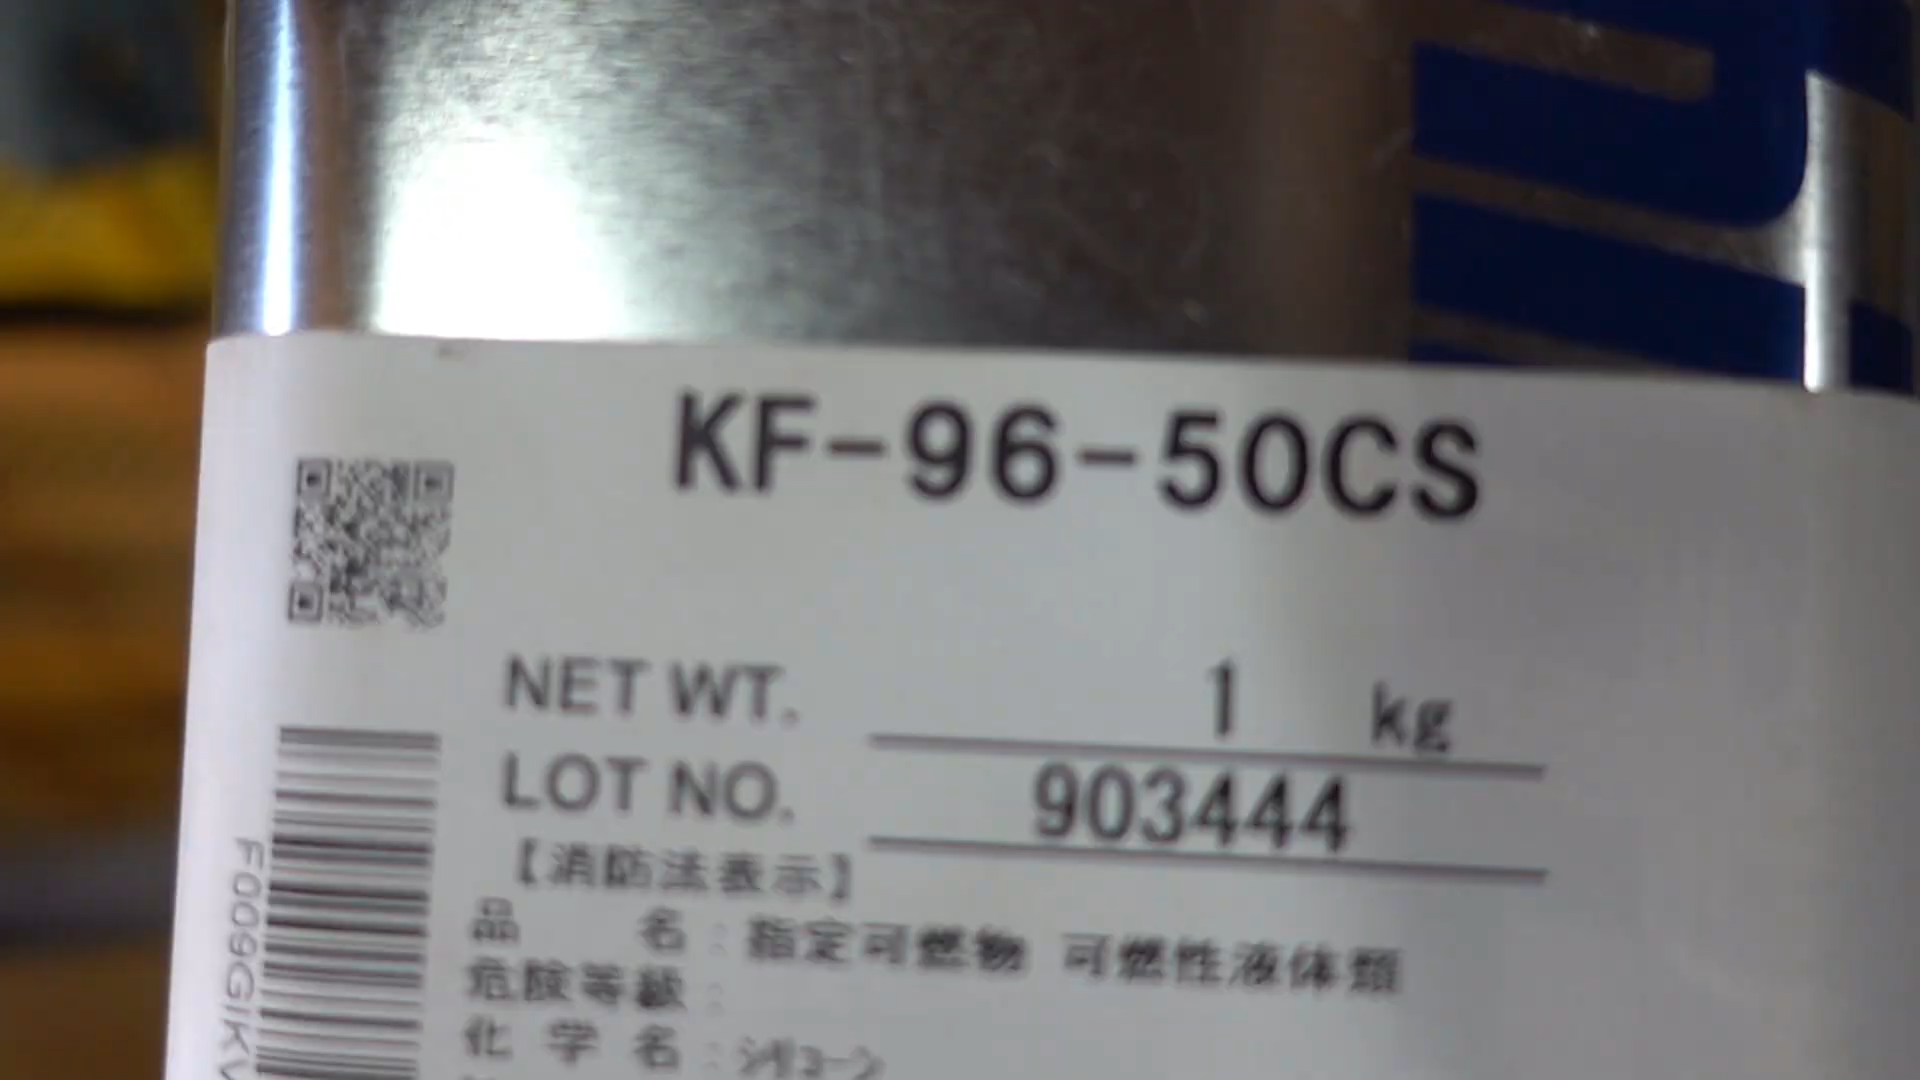 KF-96-50CS
NET WT. 1 kg
LOT NO. 903444
【消防法表示】
品 名：指定可燃物 可燃性液体類
危険等級：
化 学 名：シリコーン
F009GIKV